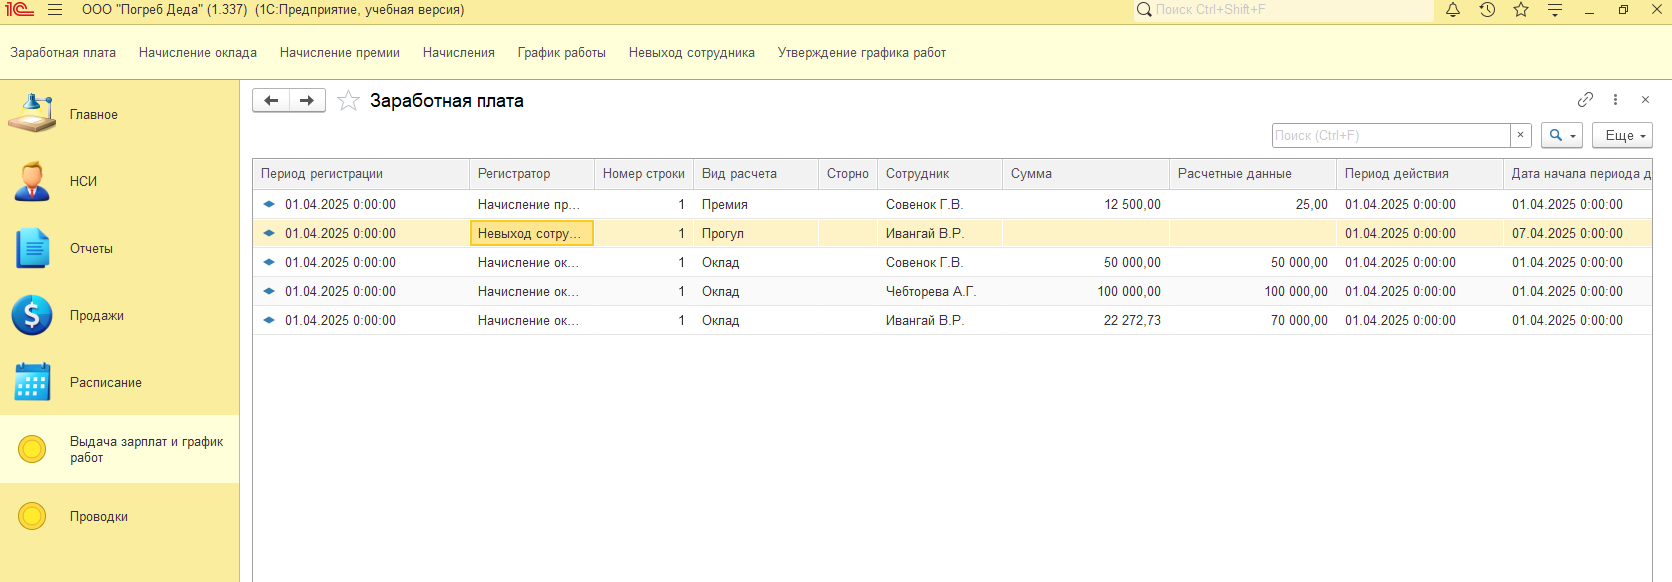 1С ООО "Погреб Деда" (1.337) (1С:Предприятие, учебная версия) Поиск Ctrl+Shift+F
Заработная плата Начисление оклада Начисление премии Начисления График работы Невыход сотрудника Утверждение графика работ
Главное
НСИ
Отчеты
Продажи
Расписание
Выдача зарплат и график
работ
Проводки
Заработная плата
Поиск (Ctrl+F) × Еще
Период регистрации Регистратор Номер строки Вид расчета Сторно Сотрудник Сумма Расчетные данные Период действия Дата начала периода д
01.04.2025 0:00:00 Начисление пр... 1 Премия Совенок Г.В. 12 500,00 25,00 01.04.2025 0:00:00 01.04.2025 0:00:00
01.04.2025 0:00:00 Невыход сотру... 1 Прогул Ивангай В.Р. 01.04.2025 0:00:00 07.04.2025 0:00:00
01.04.2025 0:00:00 Начисление ок... 1 Оклад Совенок Г.В. 50 000,00 50 000,00 01.04.2025 0:00:00 01.04.2025 0:00:00
01.04.2025 0:00:00 Начисление ок... 1 Оклад Чебторева А.Г. 100 000,00 100 000,00 01.04.2025 0:00:00 01.04.2025 0:00:00
01.04.2025 0:00:00 Начисление ок... 1 Оклад Ивангай В.Р. 22 272,73 70 000,00 01.04.2025 0:00:00 01.04.2025 0:00:00